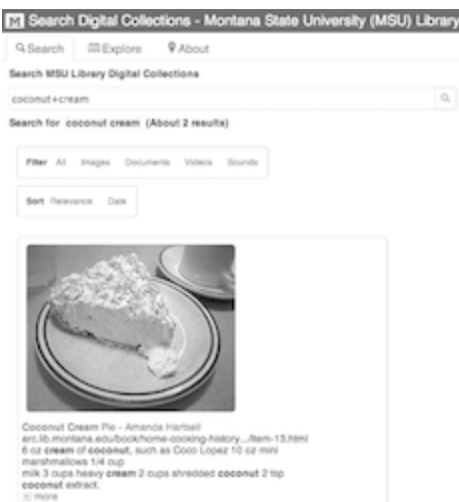 M Search Digital Collections - Montana State University (MSU) Library
Search Explore About
Search MSU Library Digital Collections
coconut+cream
Search for coconut cream (About 2 results)
Filter All Images Documents Videos Sounds
Sort Relevance Date
Coconut Cream Pie - Amanda Hartsell
arc.lib.montana.edu/book/home-cooking-history.../item-13.html
6 oz cream of coconut, such as Coco Lopez 10 oz mini
marshmallows 1/4 cup
milk 3 cups heavy cream 2 cups shredded coconut 2 tsp
coconut extract.
more